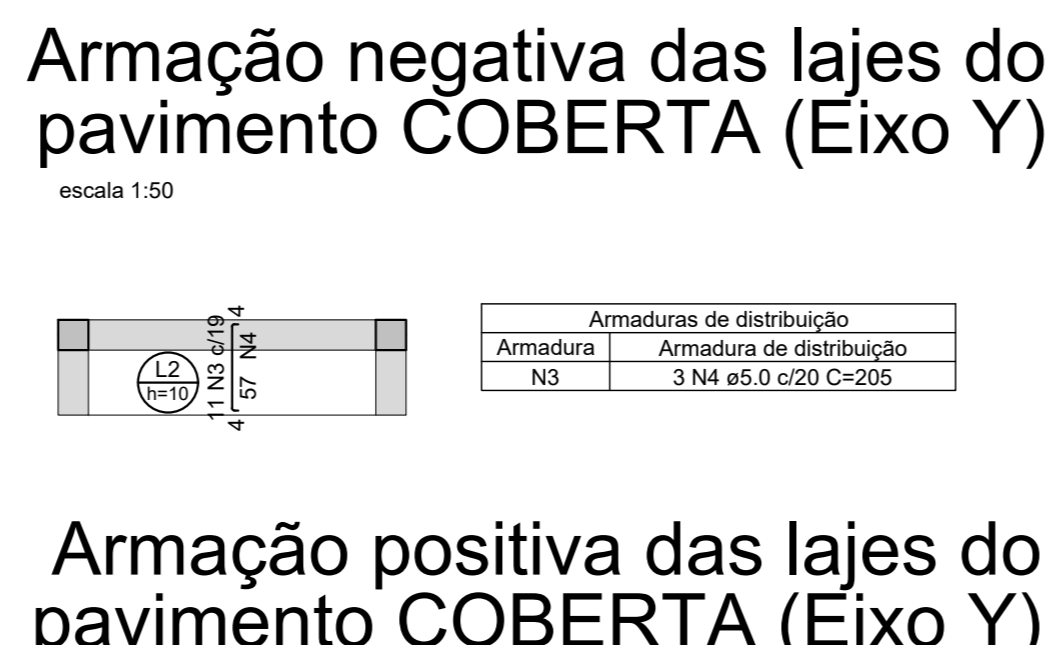 Armação negativa das lajes do
pavimento COBERTA (Eixo Y)
escala 1:50
L2
h=10
11 N3 c/19
4
57 N4
4
Armaduras de distribuição
Armadura Armadura de distribuição
N3 3 N4 ø5.0 c/20 C=205
Armação positiva das lajes do
pavimento COBERTA (Eixo Y)